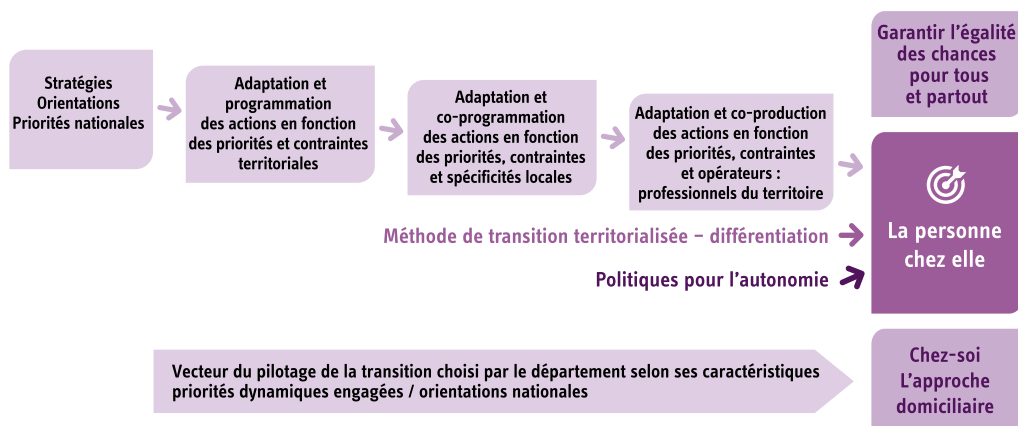 Stratégies
Orientations
Priorités nationales
Adaptation et
programmation
des actions en fonction
des priorités et contraintes
territoriales
Adaptation et
co-programmation
des actions en fonction
des priorités, contraintes
et spécificités locales
Adaptation et co-production
des actions en fonction
des priorités, contraintes
et opérateurs :
professionnels du territoire
Garantir l’égalité
des chances
pour tous
et partout
La personne
chez elle
Méthode de transition territorialisée – différentiation
Politiques pour l’autonomie
Vecteur du pilotage de la transition choisi par le département selon ses caractéristiques
priorités dynamiques engagées / orientations nationales
Chez-soi
L’approche
domiciliaire